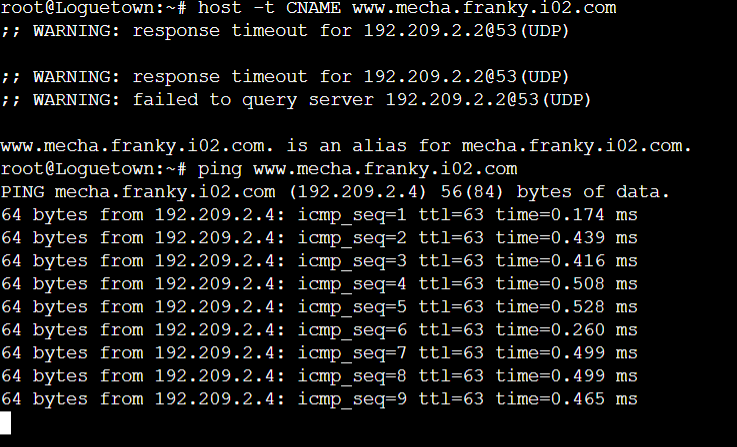 root@Loguetown:~# host -t CNAME www.mecha.franky.i02.com
;; WARNING: response timeout for 192.209.2.2@53(UDP)
;; WARNING: response timeout for 192.209.2.2@53(UDP)
;; WARNING: failed to query server 192.209.2.2@53(UDP)
www.mecha.franky.i02.com. is an alias for mecha.franky.i02.com.
root@Loguetown:~# ping www.mecha.franky.i02.com
PING mecha.franky.i02.com (192.209.2.4) 56(84) bytes of data.
64 bytes from 192.209.2.4: icmp_seq=1 ttl=63 time=0.174 ms
64 bytes from 192.209.2.4: icmp_seq=2 ttl=63 time=0.439 ms
64 bytes from 192.209.2.4: icmp_seq=3 ttl=63 time=0.416 ms
64 bytes from 192.209.2.4: icmp_seq=4 ttl=63 time=0.508 ms
64 bytes from 192.209.2.4: icmp_seq=5 ttl=63 time=0.528 ms
64 bytes from 192.209.2.4: icmp_seq=6 ttl=63 time=0.260 ms
64 bytes from 192.209.2.4: icmp_seq=7 ttl=63 time=0.499 ms
64 bytes from 192.209.2.4: icmp_seq=8 ttl=63 time=0.499 ms
64 bytes from 192.209.2.4: icmp_seq=9 ttl=63 time=0.465 ms